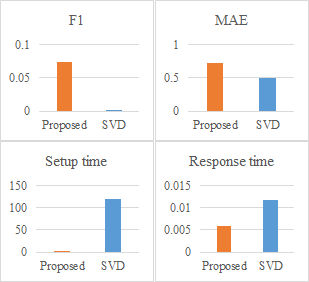 F1
0.1
0.05
0
Proposed SVD
MAE
1
0.5
0
Proposed SVD
Setup time
150
100
50
0
Proposed SVD
Response time
0.015
0.01
0.005
0
Proposed SVD